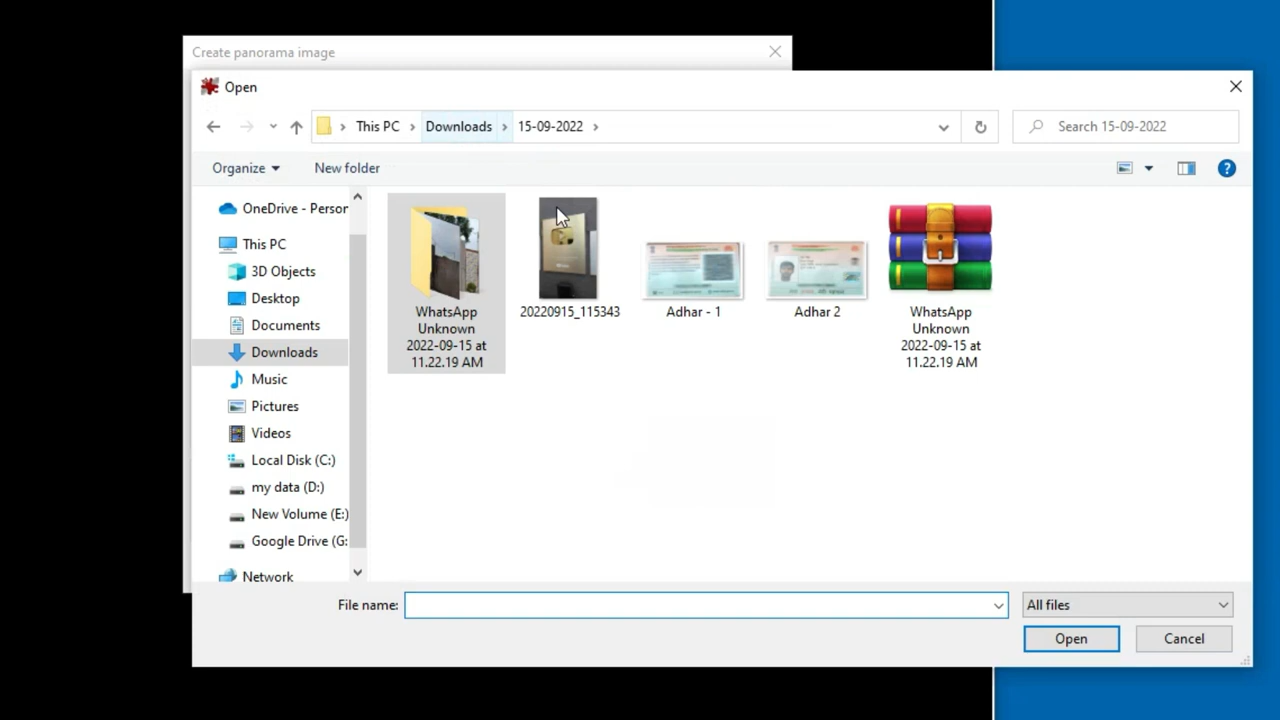 Create panorama image
Open
This PC
Downloads
15-09-2022
Search 15-09-2022
Organize
New folder
OneDrive - Person
This PC
3D Objects
Desktop
Documents
Downloads
Music
Pictures
Videos
Local Disk (C:)
my data (D:)
New Volume (E:)
Google Drive (G:
Network
WhatsApp
Unknown
2022-09-15 at
11.22.19 AM
20220915_115343
Adhar - 1
Adhar 2
WhatsApp
Unknown
2022-09-15 at
11.22.19 AM
File name:
All files
Open
Cancel